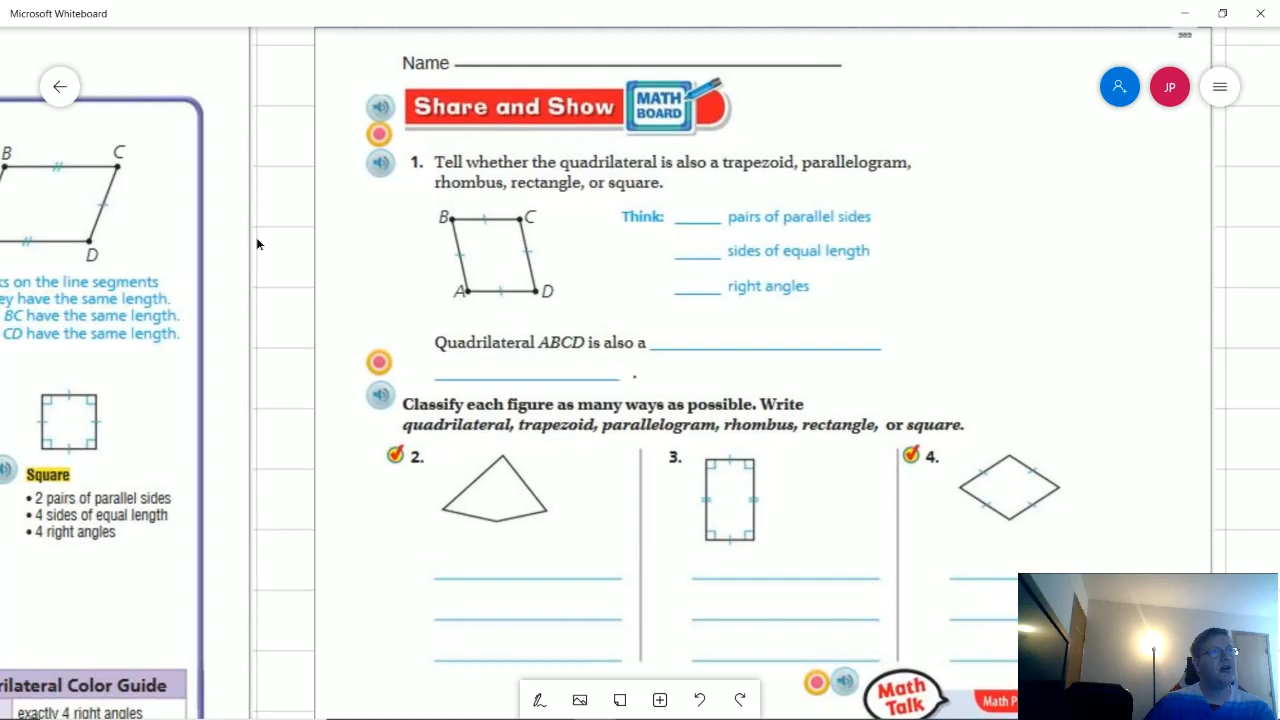 Microsoft Whiteboard
589
JP
B C
D
ks on the line segments
ey have the same length.
BC have the same length.
CD have the same length.
Square
• 2 pairs of parallel sides
• 4 sides of equal length
• 4 right angles
rilateral Color Guide
exactly 4 right angles
Name
Share and Show MATH BOARD
1. Tell whether the quadrilateral is also a trapezoid, parallelogram,
rhombus, rectangle, or square.
B C
A D
Think: pairs of parallel sides
sides of equal length
right angles
Quadrilateral ABCD is also a
.
Classify each figure as many ways as possible. Write
quadrilateral, trapezoid, parallelogram, rhombus, rectangle, or square.
2. 3. 4.
Math
Talk
Math P